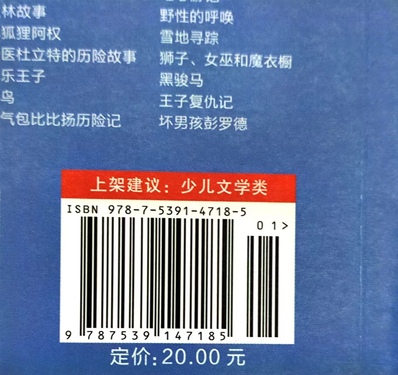 林故事
狐狸阿权
医杜立特的历险故事
乐王子
鸟
气包比比扬历险记
野性的呼唤
雪地寻踪
狮子、女巫和魔衣橱
黑骏马
王子复仇记
坏男孩彭罗德
上架建议：少儿文学类
ISBN 978-7-5391-4718-5
01>
9 787539 147185
定价:20.00 元